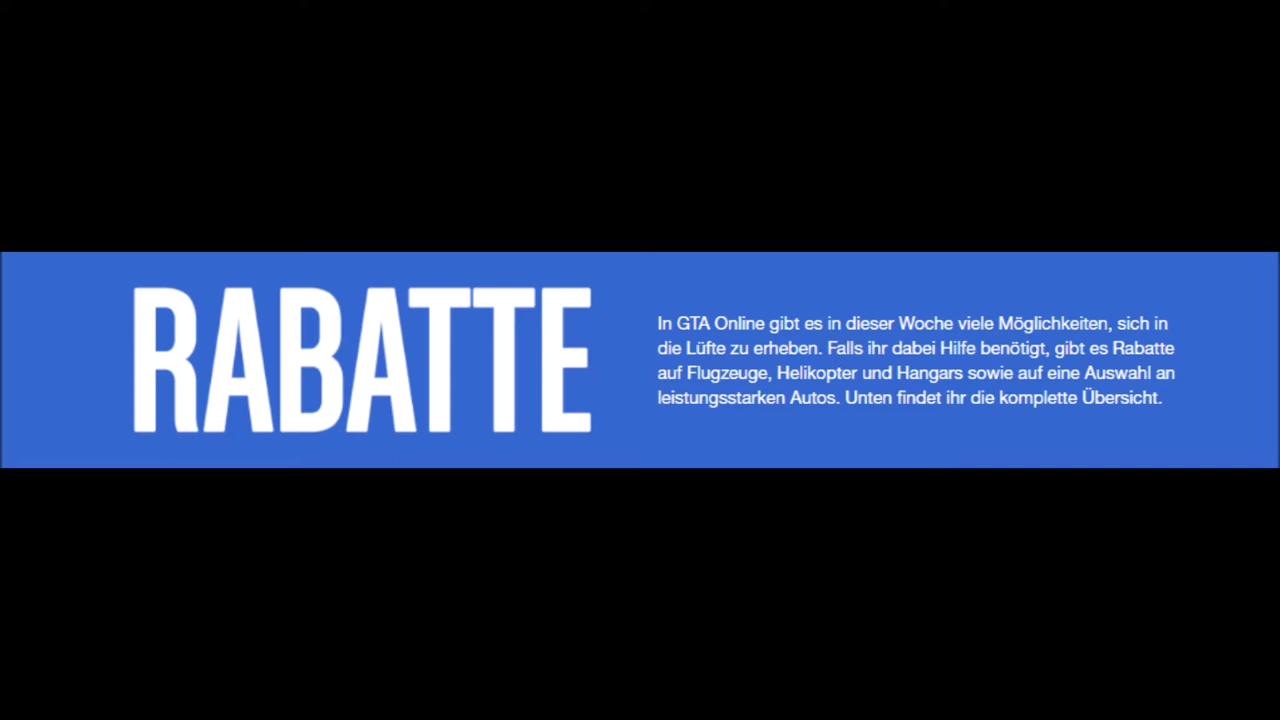 RABATTE
In GTA Online gibt es in dieser Woche viele Möglichkeiten, sich in
die Lüfte zu erheben. Falls ihr dabei Hilfe benötigt, gibt es Rabatte
auf Flugzeuge, Helikopter und Hangars sowie auf eine Auswahl an
leistungsstarken Autos. Unten findet ihr die komplette Übersicht.